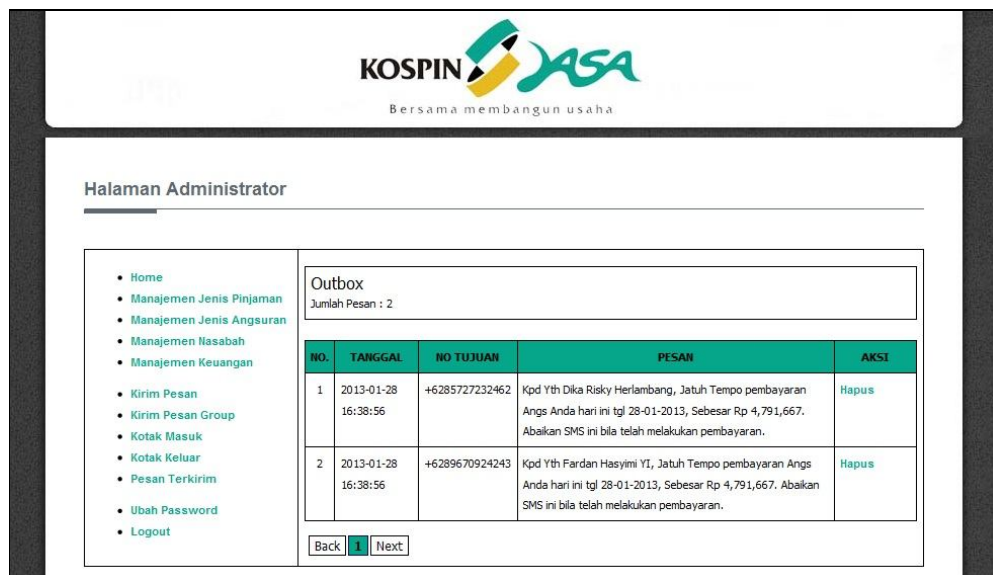 KOSPIN JASA
Bersama membangun usaha
Halaman Administrator
Home
Manajemen Jenis Pinjaman
Manajemen Jenis Angsuran
Manajemen Nasabah
Manajemen Keuangan
Kirim Pesan
Kirim Pesan Group
Kotak Masuk
Kotak Keluar
Pesan Terkirim
Ubah Password
Logout
Outbox
Jumlah Pesan : 2
NO. TANGGAL NO TUJUAN PESAN AKSI
1 2013-01-28 +6285727232462 Kpd Yth Dika Risky Herlambang, Jatuh Tempo pembayaran Hapus
16:38:56 Angs Anda hari ini tgl 28-01-2013, Sebesar Rp 4,791,667.
Abaikan SMS ini bila telah melakukan pembayaran.
2 2013-01-28 +6289670924243 Kpd Yth Fardan Hasyimi YI, Jatuh Tempo pembayaran Angs Hapus
16:38:56 Anda hari ini tgl 28-01-2013, Sebesar Rp 4,791,667. Abaikan
SMS ini bila telah melakukan pembayaran.
Back 1 Next